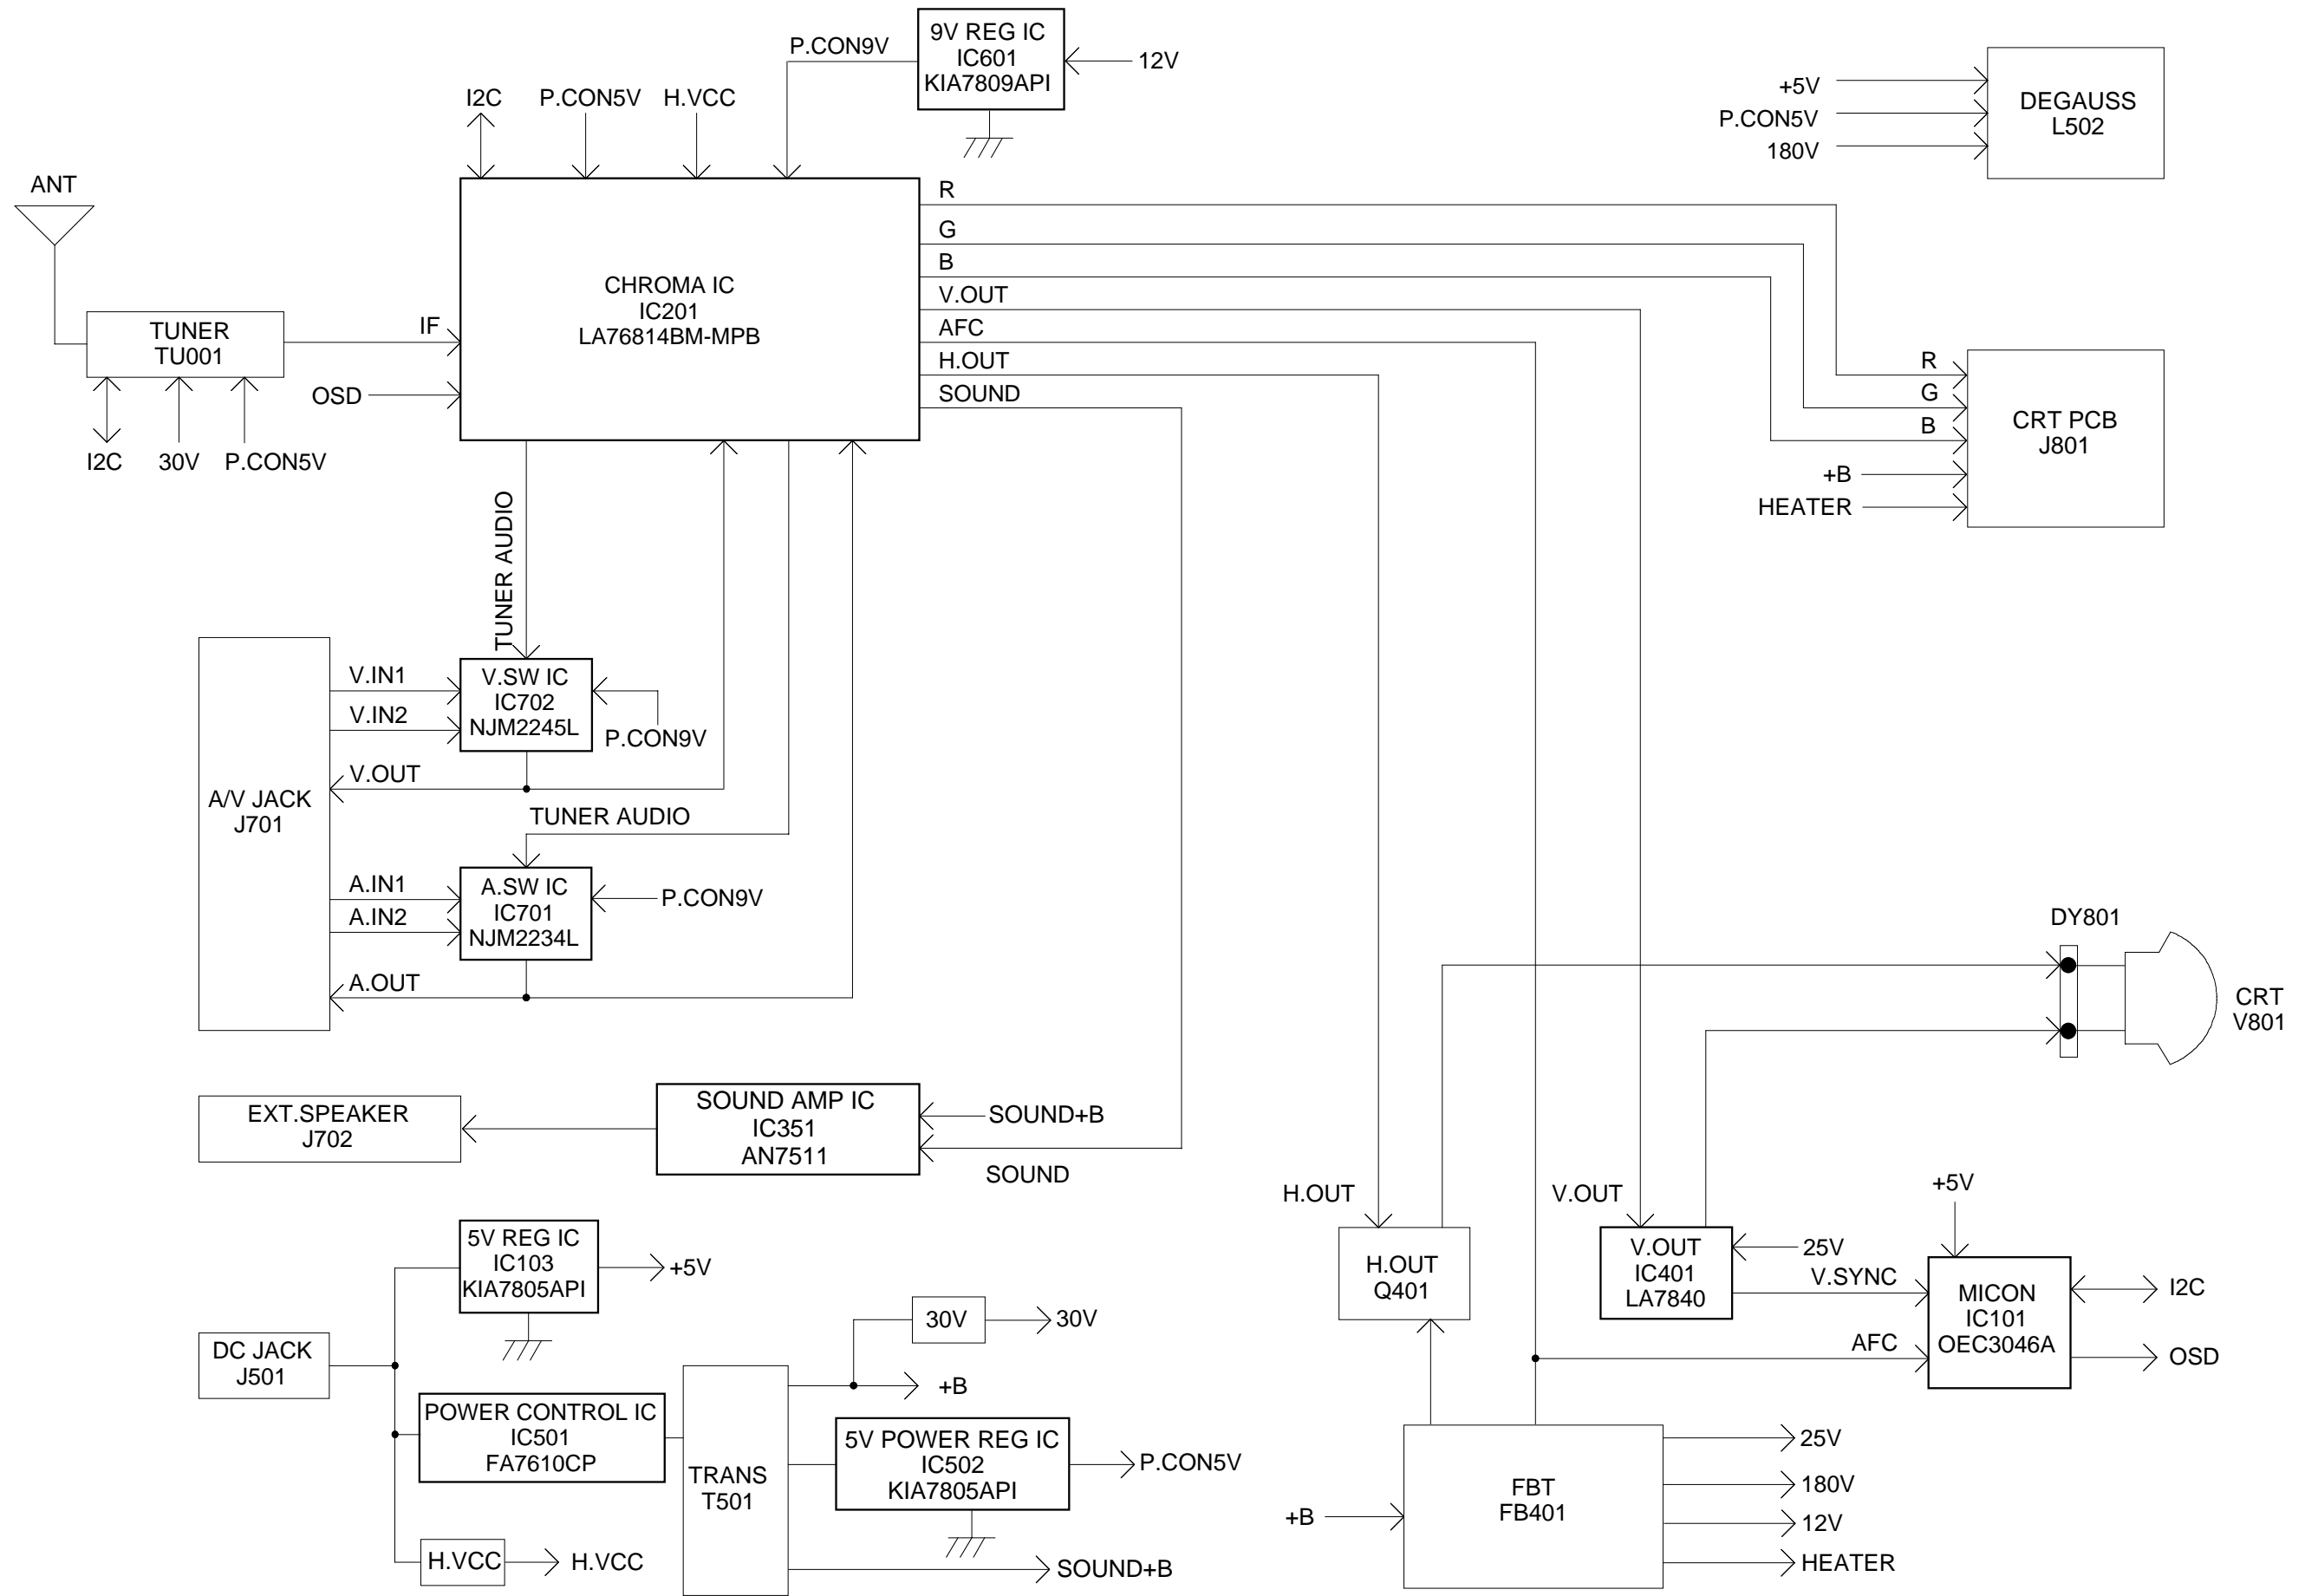 9V REG IC
IC601
KIA7809API
P.CON9V
12V
I2C
P.CON5V
H.VCC
+5V
P.CON5V
180V
DEGAUSS
L502
ANT
TUNER
TU001
IF
OSD
I2C
30V
P.CON5V
CHROMA IC
IC201
LA76814BM-MPB
R
G
B
V.OUT
AFC
H.OUT
SOUND
R
G
B
+B
HEATER
CRT PCB
J801
TUNER AUDIO
A/V JACK
J701
V.IN1
V.IN2
V.OUT
V.SW IC
IC702
NJM2245L
P.CON9V
TUNER AUDIO
A.IN1
A.IN2
A.OUT
A.SW IC
IC701
NJM2234L
P.CON9V
DY801
CRT
V801
EXT.SPEAKER
J702
SOUND AMP IC
IC351
AN7511
SOUND+B
SOUND
H.OUT
V.OUT
+5V
5V REG IC
IC103
KIA7805API
+5V
H.OUT
Q401
V.OUT
IC401
LA7840
25V
V.SYNC
AFC
MICON
IC101
OEC3046A
I2C
OSD
DC JACK
J501
30V
30V
+B
POWER CONTROL IC
IC501
FA7610CP
TRANS
T501
5V POWER REG IC
IC502
KIA7805API
P.CON5V
H.VCC
H.VCC
SOUND+B
+B
FBT
FB401
25V
180V
12V
HEATER